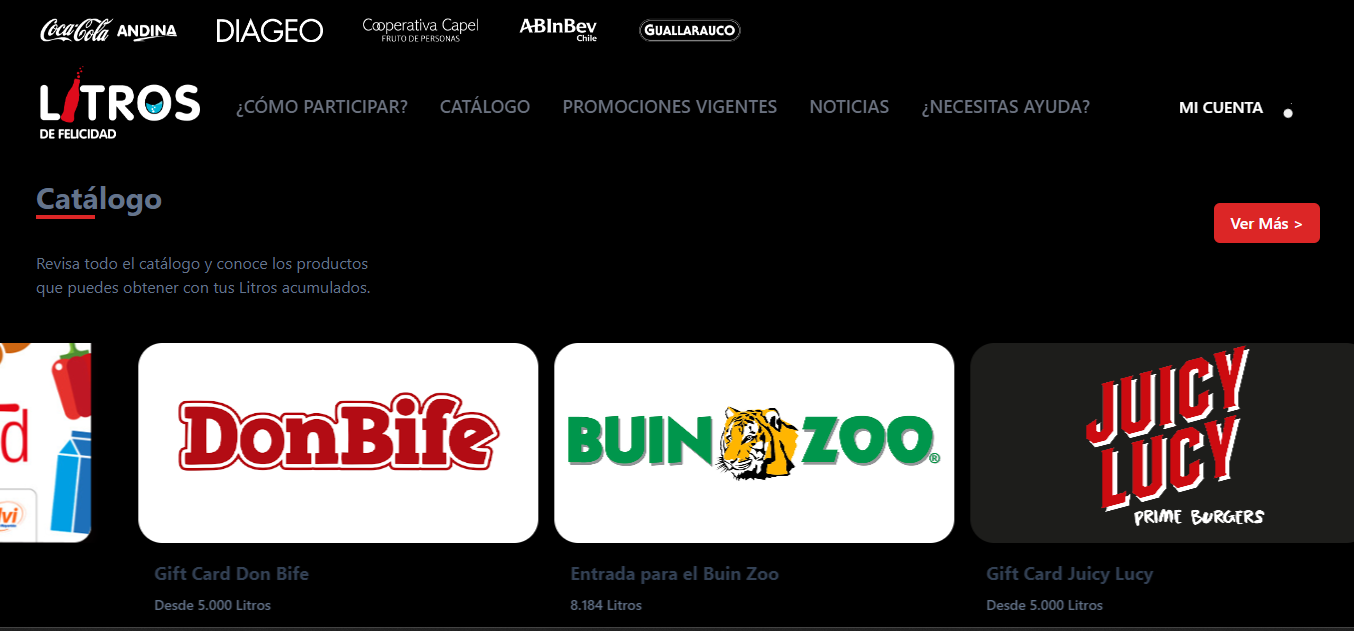 Coca-Cola ANDINA
DIAGEO
Cooperativa Capel
FRUTO DE PERSONAS
ABInBev
Chile
GUALLARAUCO
LITROS
DE FELICIDAD
¿CÓMO PARTICIPAR?
CATÁLOGO
PROMOCIONES VIGENTES
NOTICIAS
¿NECESITAS AYUDA?
MI CUENTA
Catálogo
Ver Más >
Revisa todo el catálogo y conoce los productos
que puedes obtener con tus Litros acumulados.
DonBife
BUIN ZOO®
JUICY
LUCY
PRIME BURGERS
Gift Card Don Bife
Desde 5.000 Litros
Entrada para el Buin Zoo
8.184 Litros
Gift Card Juicy Lucy
Desde 5.000 Litros